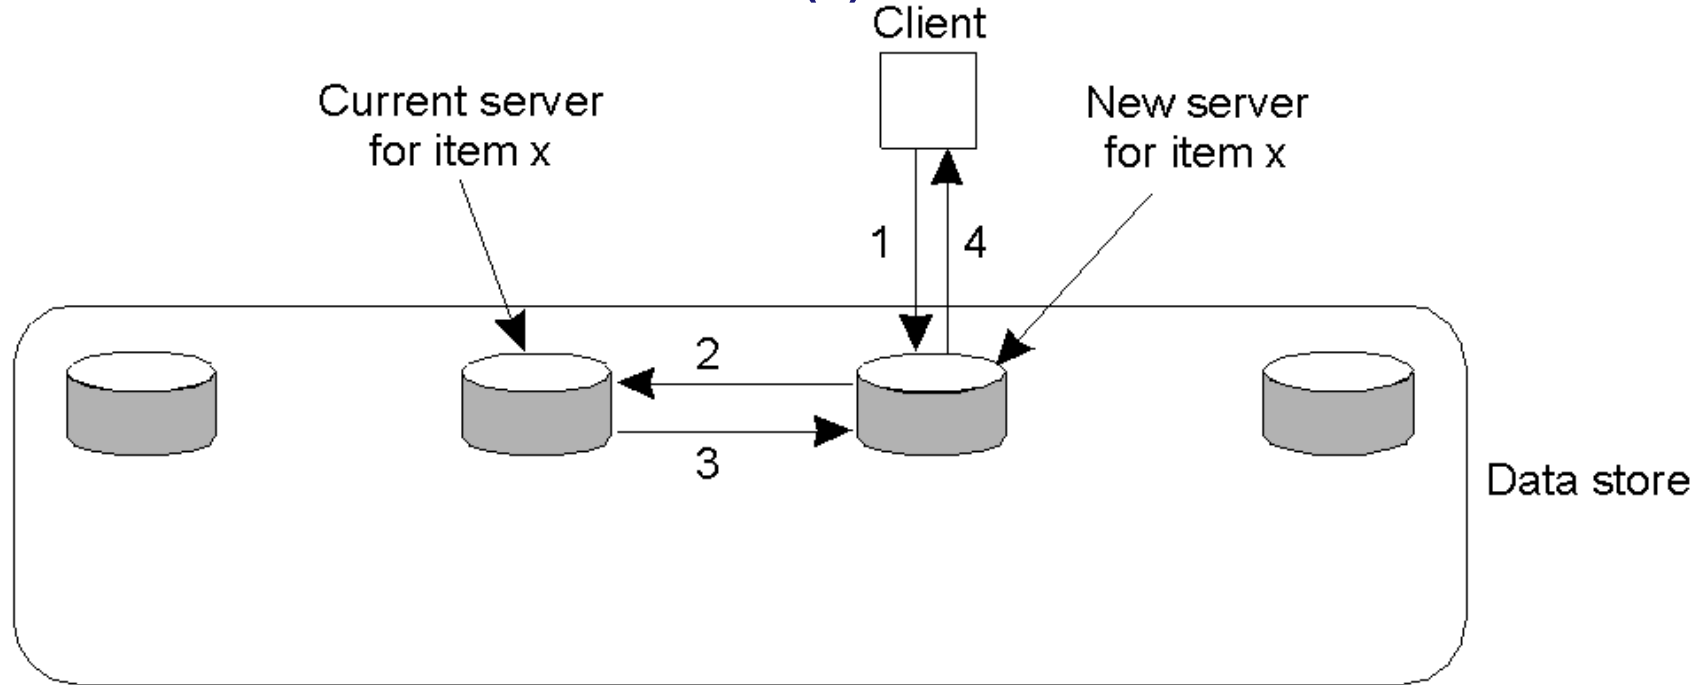 Client
Current server
for item x
New server
for item x
1
4
2
3
Data store